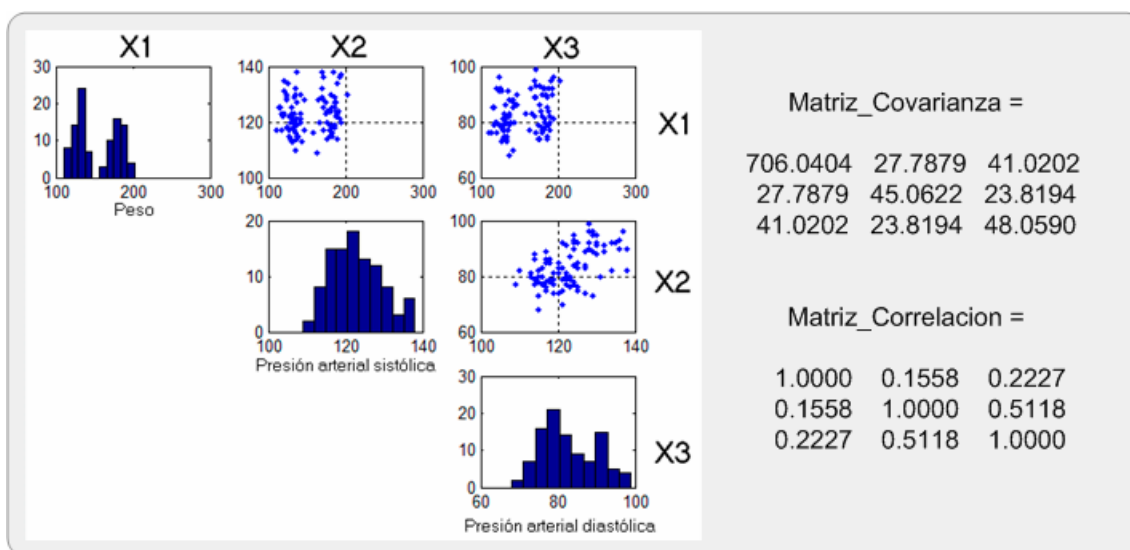 X1 X2 X3
30
20
10
0
100 200 300
Peso
140
120
100
100 200 300
100
80
60
100 200 300
X1
20
10
0
100 120 140
Presión arterial sistólica
100
80
60
100 120 140
X2
30
20
10
0
60 80 100
Presión arterial diastólica
X3
Matriz_Covarianza =
706.0404 27.7879 41.0202
27.7879 45.0622 23.8194
41.0202 23.8194 48.0590
Matriz_Correlacion =
1.0000 0.1558 0.2227
0.1558 1.0000 0.5118
0.2227 0.5118 1.0000